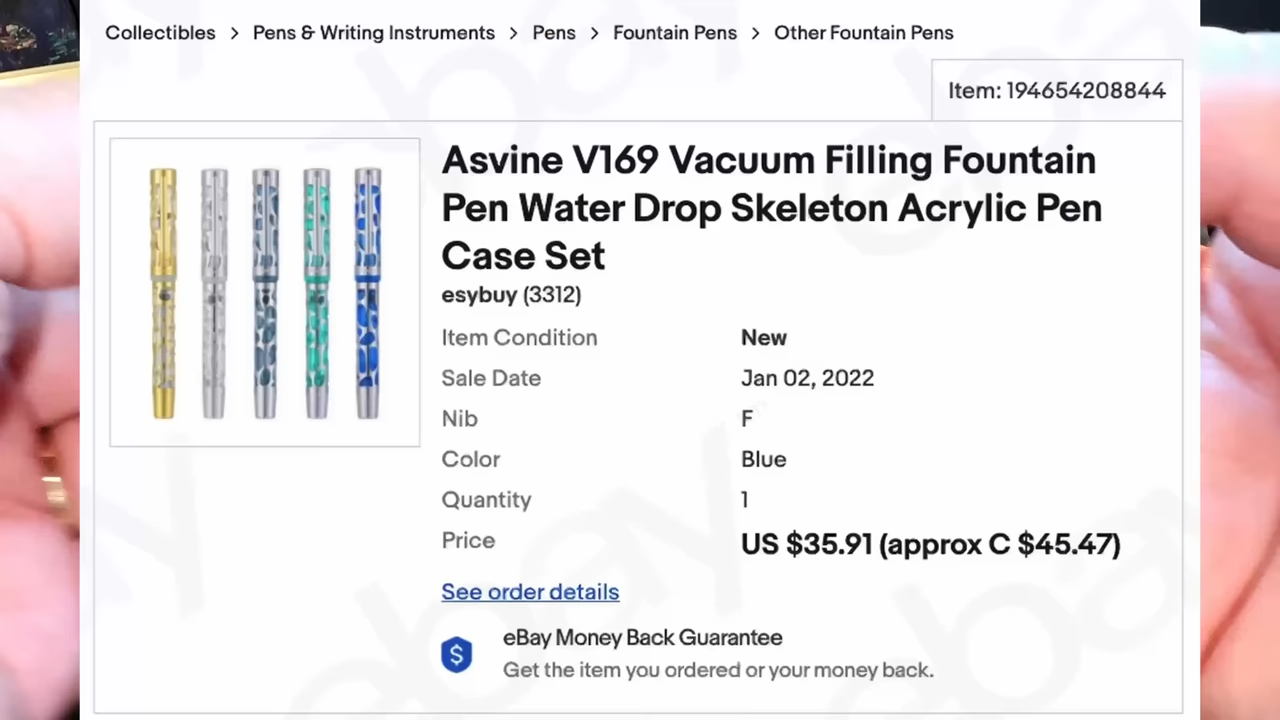 Collectibles > Pens & Writing Instruments > Pens > Fountain Pens > Other Fountain Pens
Item: 194654208844
Asvine V169 Vacuum Filling Fountain
Pen Water Drop Skeleton Acrylic Pen
Case Set
esybuy (3312)
Item Condition New
Sale Date Jan 02, 2022
Nib F
Color Blue
Quantity 1
Price US $35.91 (approx C $45.47)
See order details
$
eBay Money Back Guarantee
Get the item you ordered or your money back.